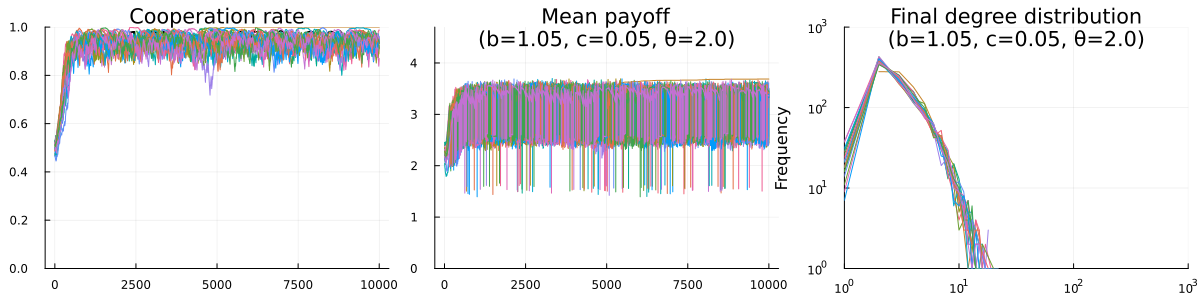 Cooperation rate
1.0
0.8
0.6
0.4
0.2
0.0
0 2500 5000 7500 10000
Mean payoff
(b=1.05, c=0.05, θ=2.0)
4
3
2
1
0
0 2500 5000 7500 10000
Final degree distribution
(b=1.05, c=0.05, θ=2.0)
Frequency
10³
10²
10¹
10⁰
10⁰ 10¹ 10² 10³